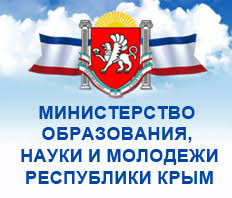 МИНИСТЕРСТВО
ОБРАЗОВАНИЯ,
НАУКИ И МОЛОДЕЖИ
РЕСПУБЛИКИ КРЫМ